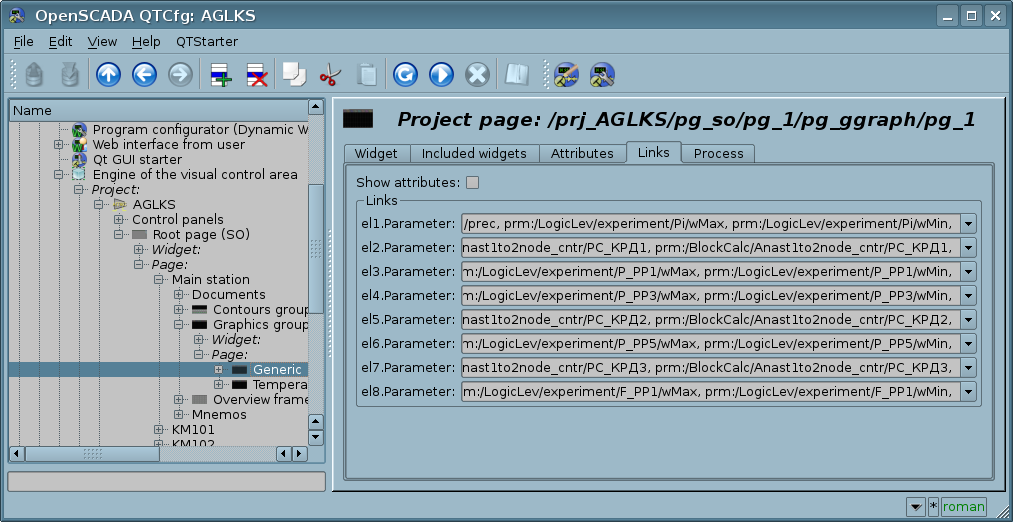 OpenSCADA QTCfg: AGLKS
File Edit View Help QTStarter
Name
Program configurator (Dynamic W
Web interface from user
Qt GUI starter
Engine of the visual control area
Project:
AGLKS
Control panels
Root page (SO)
Widget:
Page:
Main station
Documents
Contours group
Graphics group
Widget:
Page:
Generic
Tempera
Overview frame
Mnemos
KM101
KM102
Project page: /prj_AGLKS/pg_so/pg_1/pg_ggraph/pg_1
Widget Included widgets Attributes Links Process
Show attributes:
Links
el1.Parameter: /prec, prm:/LogicLev/experiment/Pi/wMax, prm:/LogicLev/experiment/Pi/wMin,
el2.Parameter: nast1to2node_cntr/PC_КРД1, prm:/BlockCalc/Anast1to2node_cntr/PC_КРД1,
el3.Parameter: m:/LogicLev/experiment/P_PP1/wMax, prm:/LogicLev/experiment/P_PP1/wMin,
el4.Parameter: m:/LogicLev/experiment/P_PP3/wMax, prm:/LogicLev/experiment/P_PP3/wMin,
el5.Parameter: nast1to2node_cntr/PC_КРД2, prm:/BlockCalc/Anast1to2node_cntr/PC_КРД2,
el6.Parameter: m:/LogicLev/experiment/P_PP5/wMax, prm:/LogicLev/experiment/P_PP5/wMin,
el7.Parameter: nast1to2node_cntr/PC_КРД3, prm:/BlockCalc/Anast1to2node_cntr/PC_КРД3,
el8.Parameter: m:/LogicLev/experiment/F_PP1/wMax, prm:/LogicLev/experiment/F_PP1/wMin,
* roman